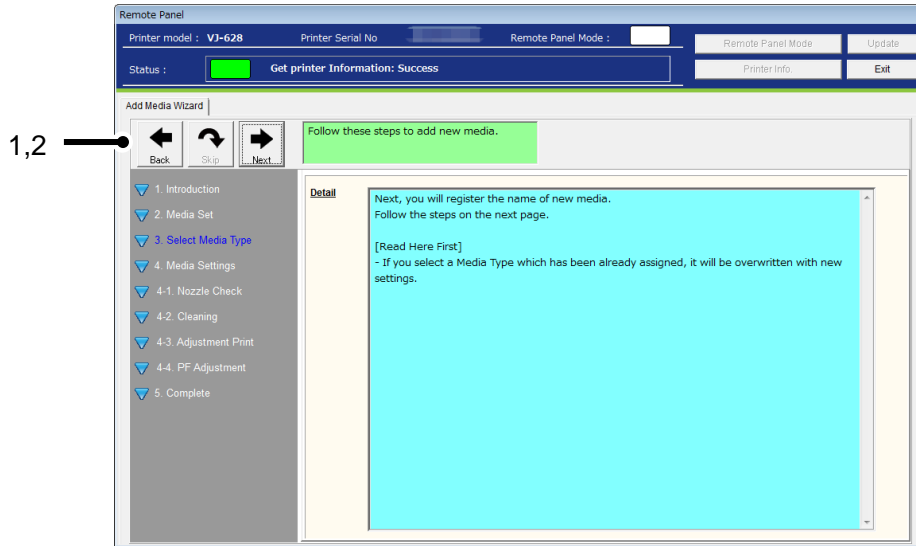 Remote Panel
Printer model : VJ-628 Printer Serial No Remote Panel Mode :
Remote Panel Mode Update
Status : Get printer Information: Success
Printer Info. Exit
Add Media Wizard
1,2
Back Skip Next
Follow these steps to add new media.
1. Introduction
2. Media Set
3. Select Media Type
4. Media Settings
4-1. Nozzle Check
4-2. Cleaning
4-3. Adjustment Print
4-4. PF Adjustment
5. Complete
Detail
Next, you will register the name of new media.
Follow the steps on the next page.
[Read Here First]
- If you select a Media Type which has been already assigned, it will be overwritten with new
settings.